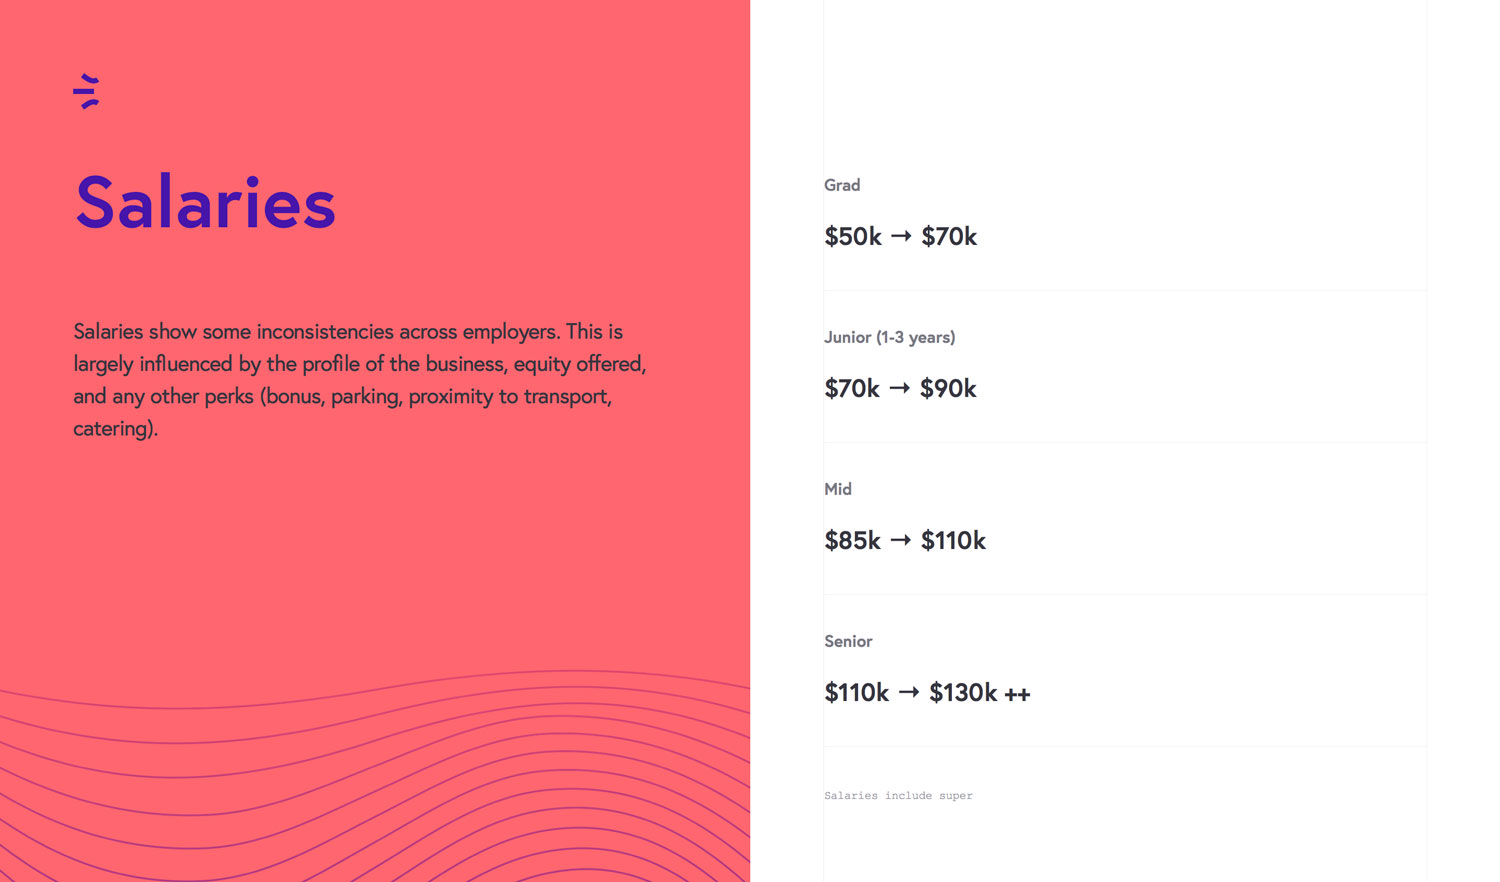 Salaries
Salaries show some inconsistencies across employers. This is
largely influenced by the profile of the business, equity offered,
and any other perks (bonus, parking, proximity to transport,
catering).
Grad
$50k → $70k
Junior (1-3 years)
$70k → $90k
Mid
$85k → $110k
Senior
$110k → $130k ++
Salaries include super